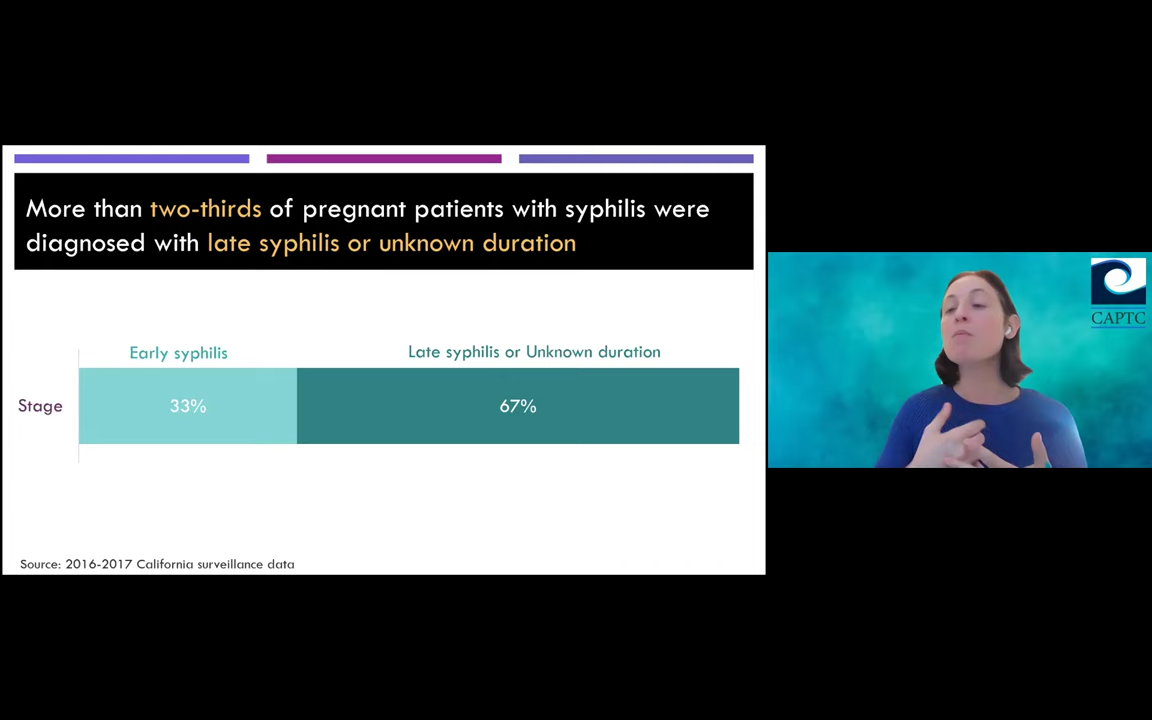 More than two-thirds of pregnant patients with syphilis were
diagnosed with late syphilis or unknown duration
Early syphilis
Late syphilis or Unknown duration
Stage
33%
67%
Source: 2016-2017 California surveillance data
CAPTC